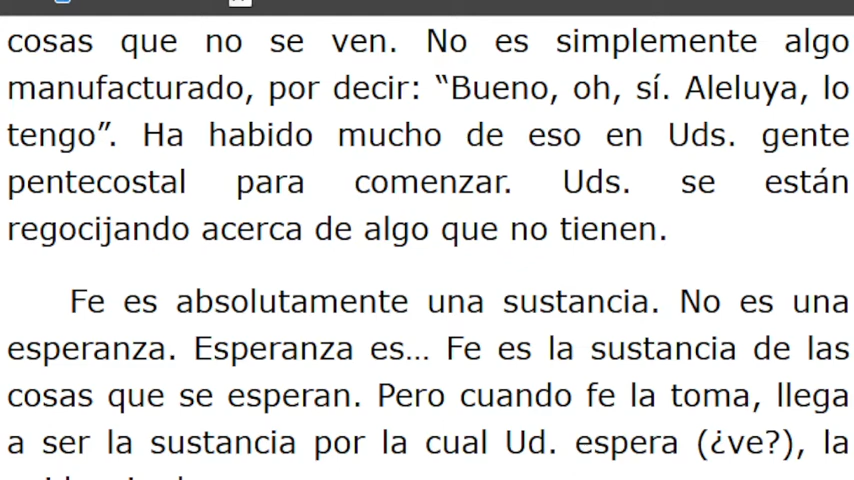 cosas que no se ven. No es simplemente algo
manufacturado, por decir: “Bueno, oh, sí. Aleluya, lo
tengo”. Ha habido mucho de eso en Uds. gente
pentecostal para comenzar. Uds. se están
regocijando acerca de algo que no tienen.
Fe es absolutamente una sustancia. No es una
esperanza. Esperanza es… Fe es la sustancia de las
cosas que se esperan. Pero cuando fe la toma, llega
a ser la sustancia por la cual Ud. espera (¿ve?), la